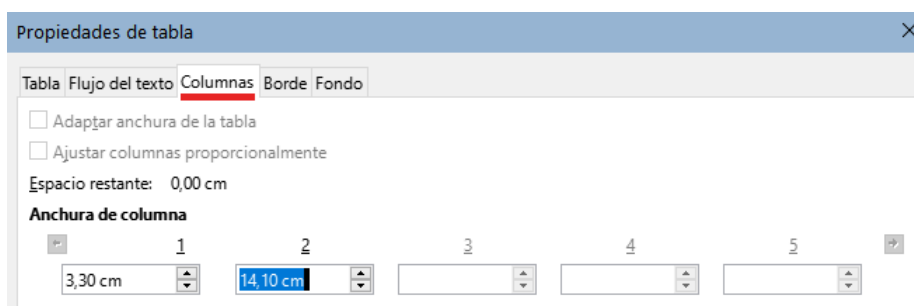 Propiedades de tabla
Tabla Flujo del texto Columnas Borde Fondo
Adaptar anchura de la tabla
Ajustar columnas proporcionalmente
Espacio restante: 0,00 cm
Anchura de columna
1 2 3 4 5
3,30 cm 14,10 cm